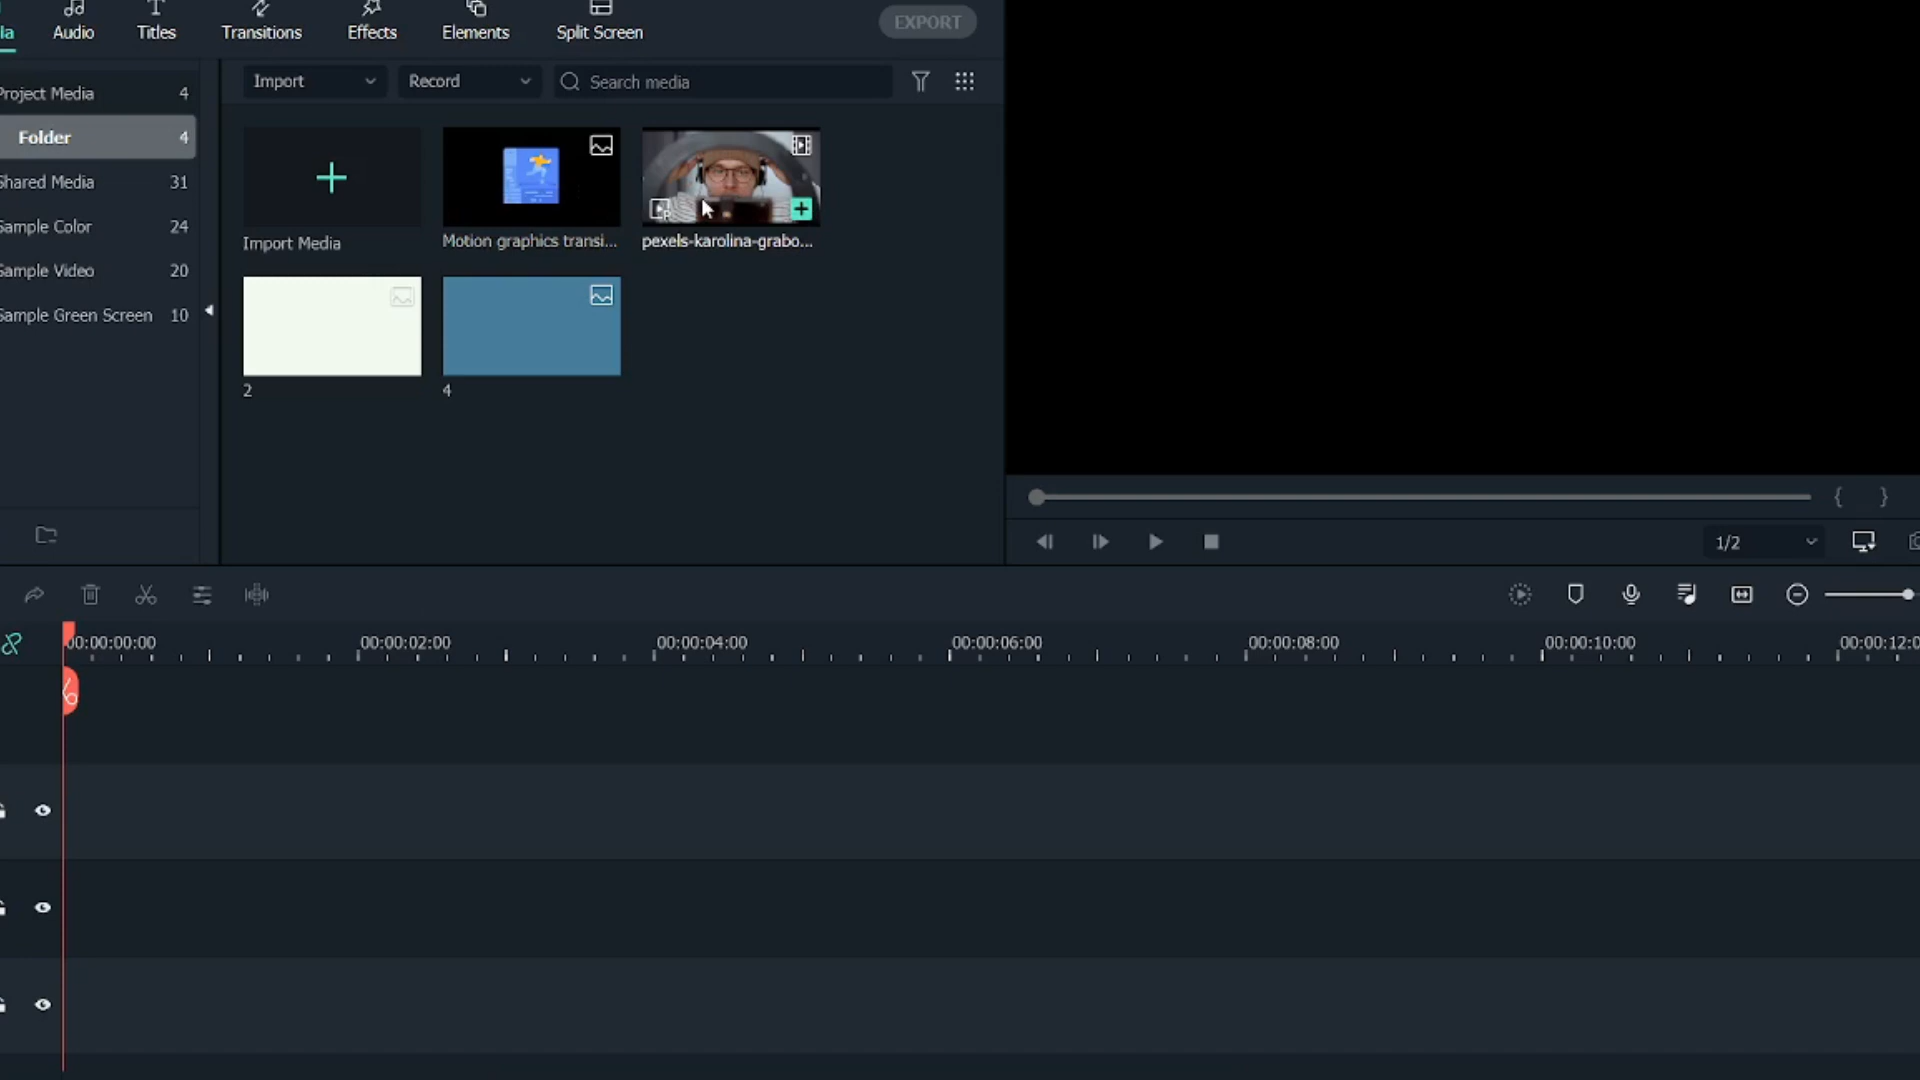 la
Audio
Titles
Transitions
Effects
Elements
Split Screen
EXPORT
Project Media 4
Folder 4
Shared Media 31
Sample Color 24
Sample Video 20
Sample Green Screen 10
Import
Record
Search media
Import Media
Motion graphics transi...
pexels-karolina-grabo...
2
4
{ }
1/2
00:00:00:00
00:00:02:00
00:00:04:00
00:00:06:00
00:00:08:00
00:00:10:00
00:00:12:0